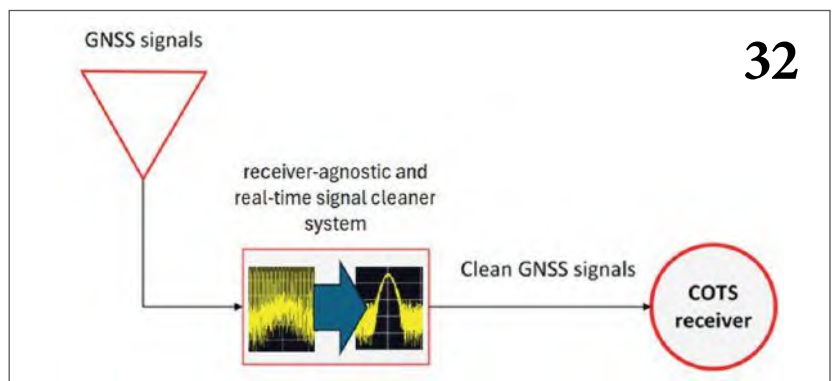 GNSS signals
32
receiver-agnostic and
real-time signal cleaner
system
Clean GNSS signals
COTS
receiver